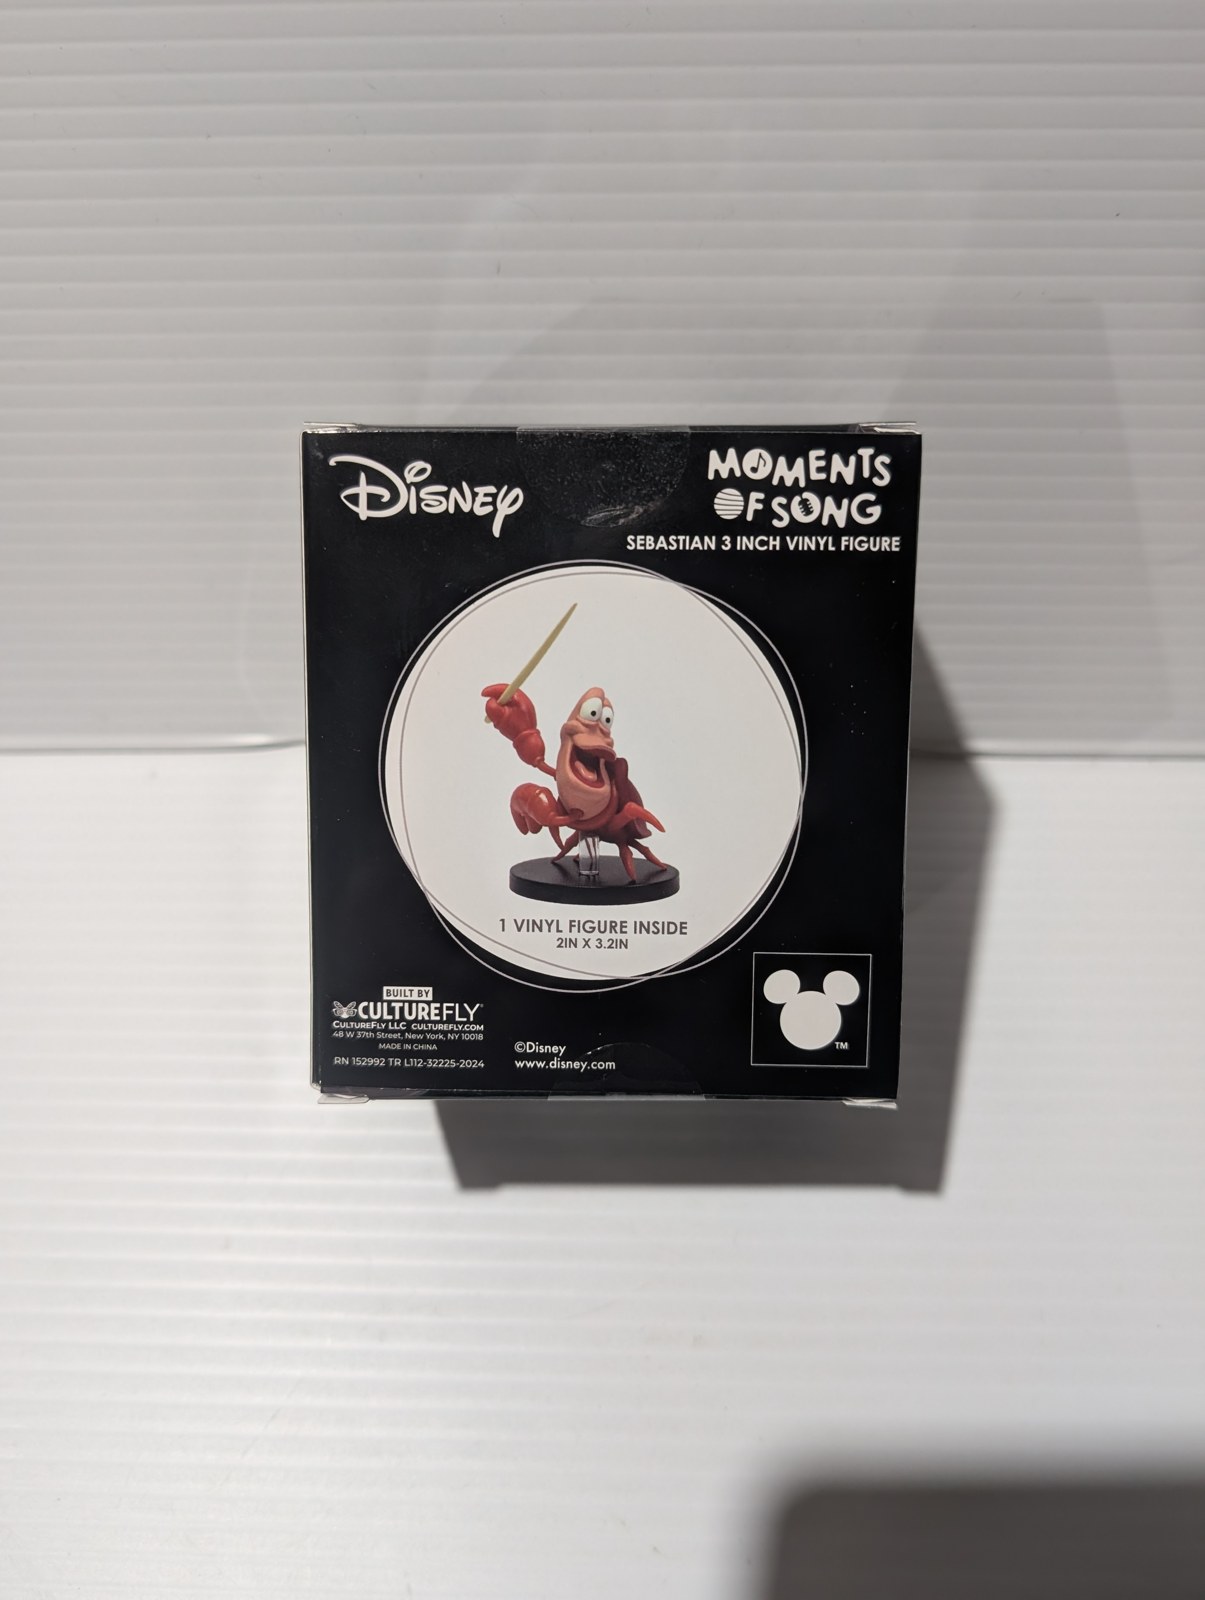 Disney
MOMENTS
OF SONG
SEBASTIAN 3 INCH VINYL FIGURE
1 VINYL FIGURE INSIDE
2IN X 3.2IN
BUILT BY
CULTUREFLY®
CULTUREFLY LLC CULTUREFLY.COM
48 W 37th Street, New York, NY 10018
MADE IN CHINA
RN 152992 TR L112-32225-2024
©Disney
www.disney.com
TM